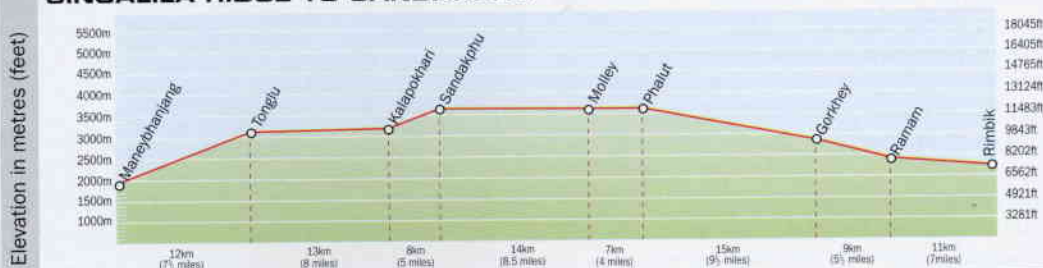 Elevation in metres (feet)
5500m
5000m
4500m
4000m
3500m
3000m
2500m
2000m
1500m
1000m
Maneybhanjang
Tonglu
Kalapokhari
Sandakphu
Molley
Phalut
Gorkhey
Ramam
Rimbik
18045ft
16405ft
14765ft
13124ft
11483ft
9843ft
8202ft
6562ft
4921ft
3281ft
12km 13km 8km 14km 7km 15km 9km 11km
(7½ miles) (8 miles) (5 miles) (8.5 miles) (4 miles) (9½ miles) (5½ miles) (7miles)